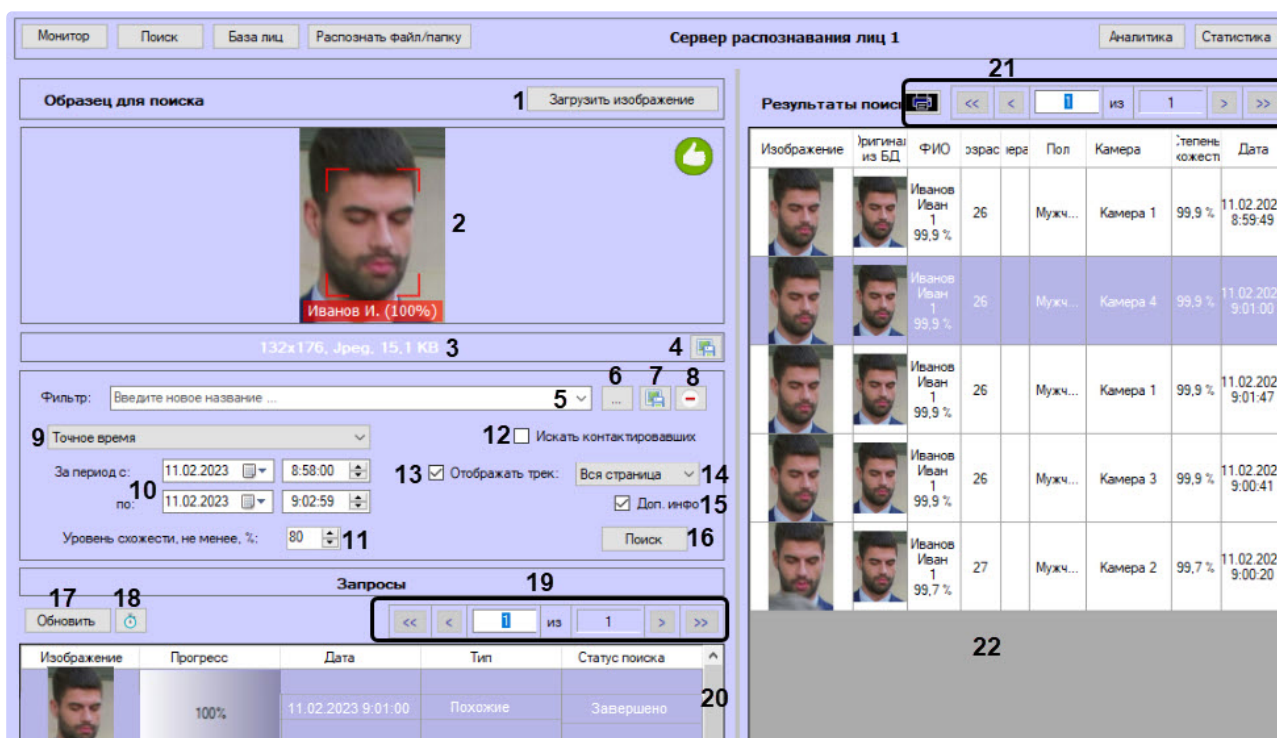 Монитор Поиск База лиц Распознать файл/папку Сервер распознавания лиц 1 Аналитика Статистика
21
Образец для поиска 1 Загрузить изображение
2
Иванов И. (100%)
132x176, Jpeg, 15,1 KB 3 4
6 7 8
Фильтр: Введите новое название ... 5 ...
9 Точное время 12 Искать контактировавших
За период с: 11.02.2023 8:58:00 13 Отображать трек: Вся страница 14
10
по: 11.02.2023 9:02:59 Доп. инфо 15
Уровень схожести, не менее, %: 80 11 Поиск 16
Запросы 19
17 18
Обновить << < 1 из 1 > >>
Изображение Прогресс Дата Тип Статус поиска
100% 11.02.2023 9:01:00 Похожие Завершено 20
Результаты поиск << < 1 из 1 > >>
Изображение Оригинал из БД ФИО озрас нера Пол Камера Степень хожести Дата
Иванов
Иван
1
99,9 %
26 Мужч... Камера 1 99,9 % 11.02.202
8:59:49
Иванов
Иван
1
99,9 %
26 Мужч... Камера 4 99,9 % 11.02.202
9:01:00
Иванов
Иван
1
99,9 %
26 Мужч... Камера 1 99,9 % 11.02.202
9:01:47
Иванов
Иван
1
99,9 %
26 Мужч... Камера 3 99,9 % 11.02.202
9:00:41
Иванов
Иван
1
99,7 %
27 Мужч... Камера 2 99,7 % 11.02.202
9:00:20
22